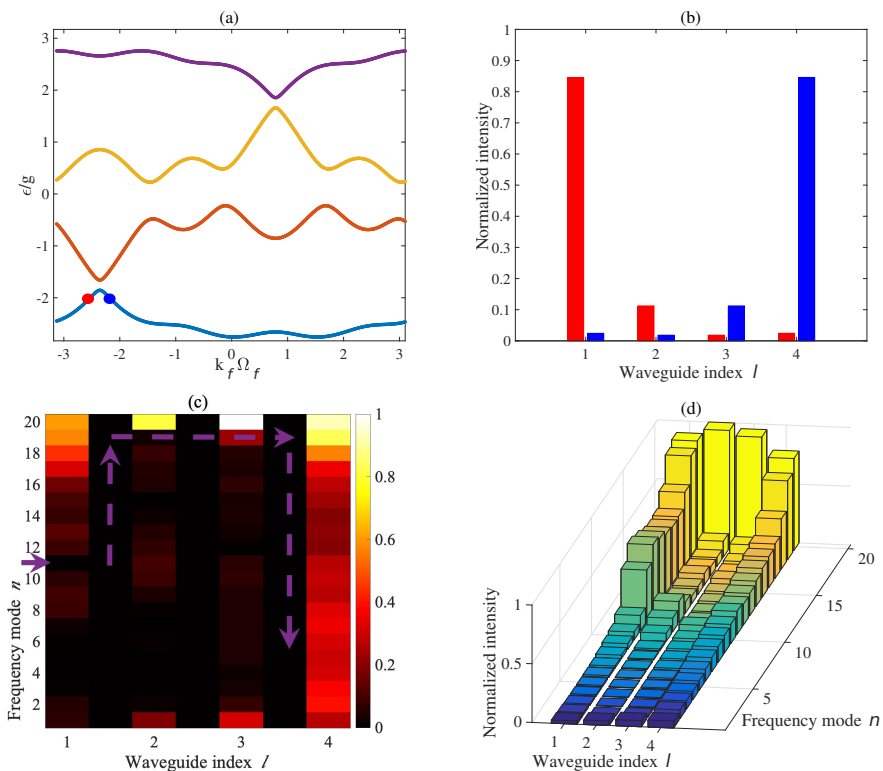 (a)
3
2
1
0
-1
-2
ϵ/g
-3 -2 -1 0 1 2 3
k_f Ω_f
(b)
1
0.9
0.8
0.7
0.6
0.5
0.4
0.3
0.2
0.1
0
Normalized intensity
1 2 3 4
Waveguide index l
(c)
20
18
16
14
12
10
8
6
4
2
Frequency mode n
1 2 3 4
Waveguide index l
1
0.8
0.6
0.4
0.2
0
(d)
1
0.5
0
Normalized intensity
1 2 3 4
Waveguide index l
5
10
15
20
Frequency mode n